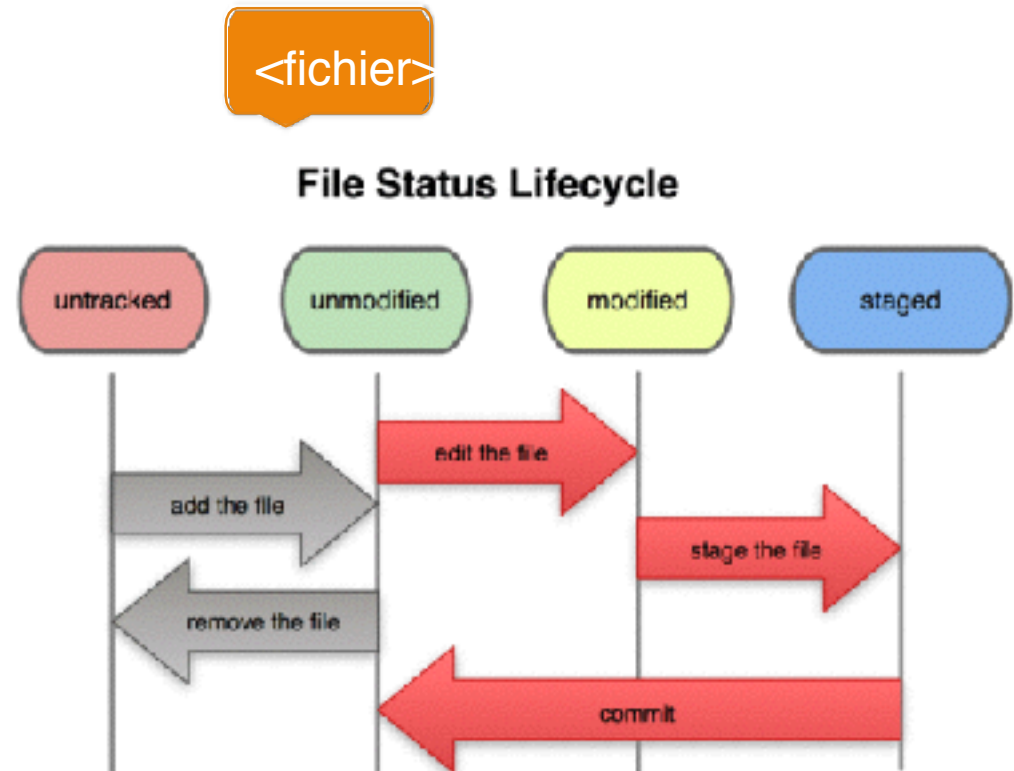 <fichier>
File Status Lifecycle
untracked
unmodified
modified
staged
edit the file
add the file
stage the file
remove the file
commit